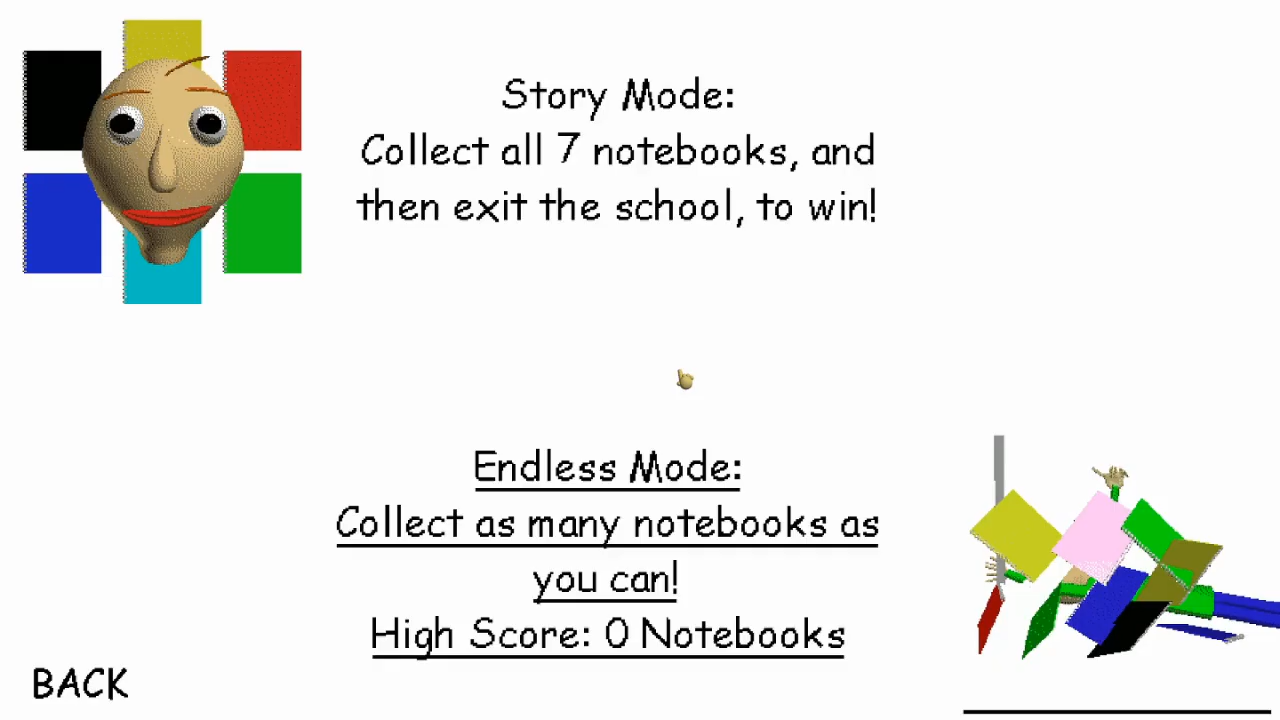 Story Mode:
Collect all 7 notebooks, and
then exit the school, to win!
Endless Mode:
Collect as many notebooks as
you can!
High Score: 0 Notebooks
BACK